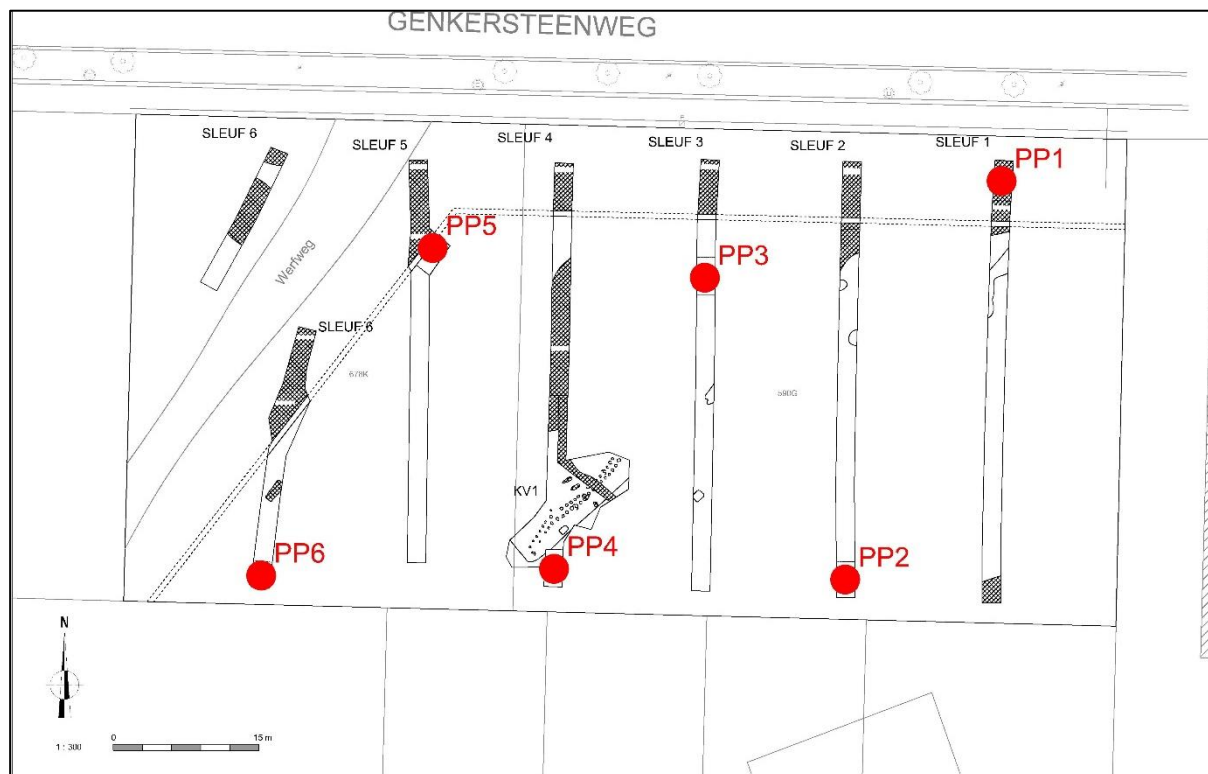 GENKERSTEENWEG
SLEUF 6
SLEUF 5
SLEUF 4
SLEUF 3
SLEUF 2
SLEUF 1
PP1
PP5
PP3
Werfweg
SLEUF 6
678K
590G
KV1
PP6
PP4
PP2
N
0 15 m
1 : 300